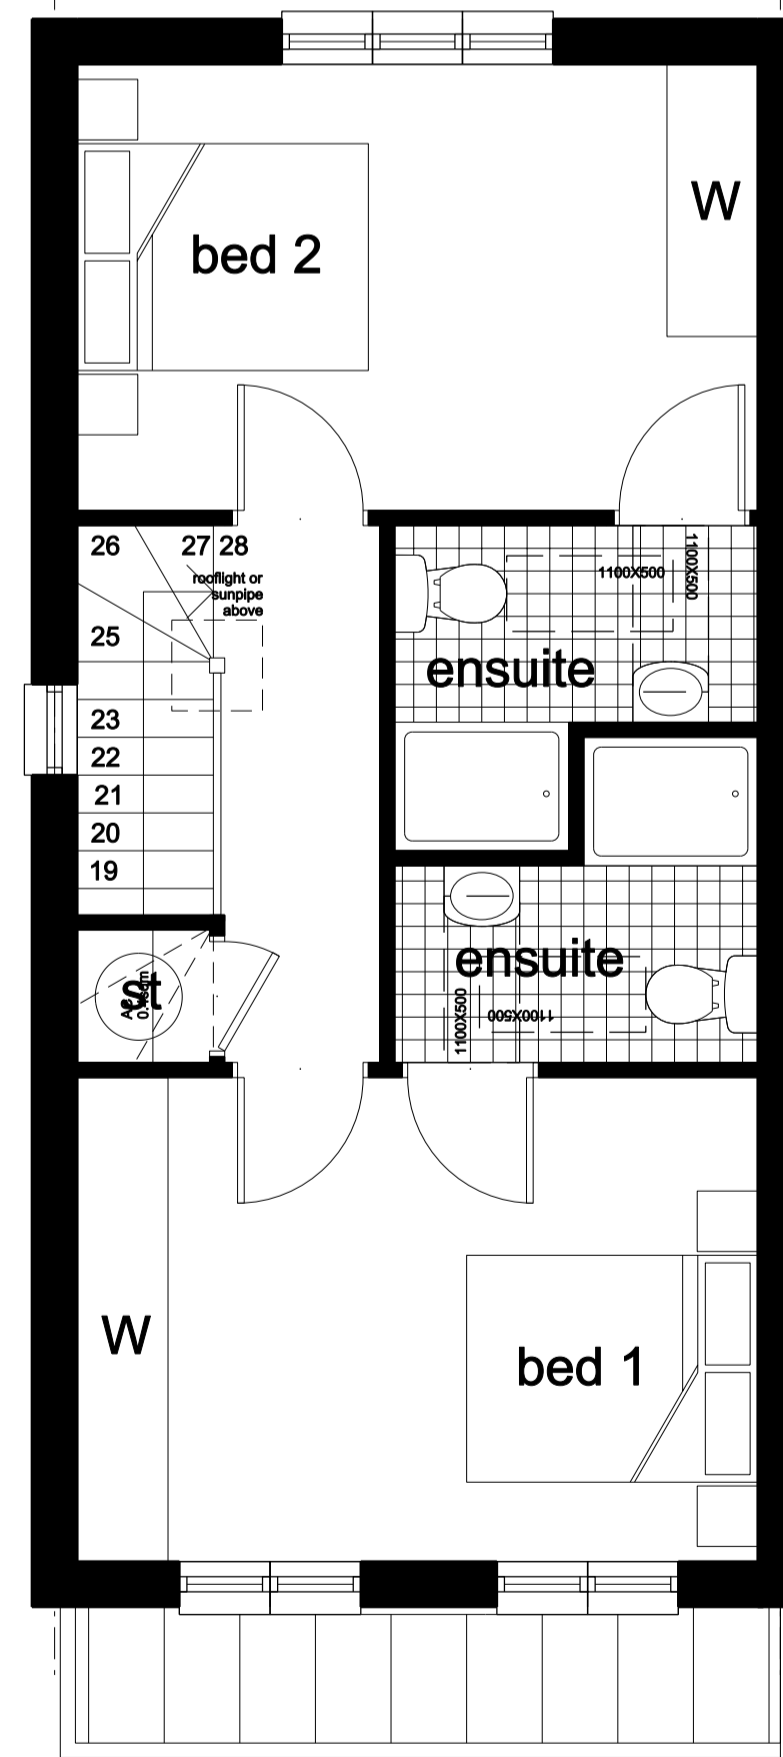 W
bed 2
26
27 28
rooflight or
sunpipe
above
25
23
22
21
20
19
1100X500
1100X500
ensuite
ensuite
1100X500
1100X500
st
W
bed 1